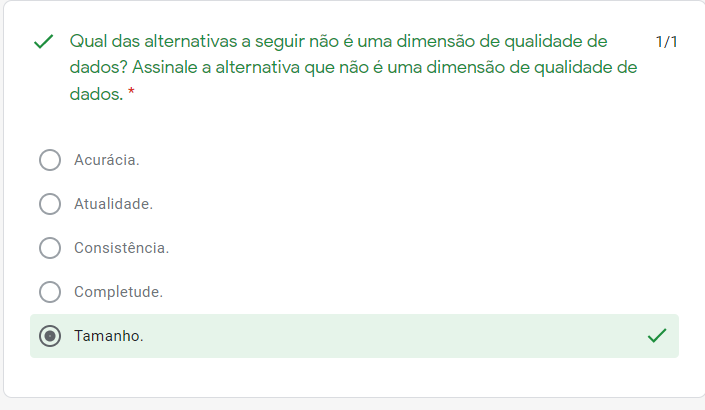 Qual das alternativas a seguir não é uma dimensão de qualidade de
1/1
dados? Assinale a alternativa que não é uma dimensão de qualidade de
dados. *
Acurácia.
Atualidade.
Consistência.
Completude.
Tamanho.